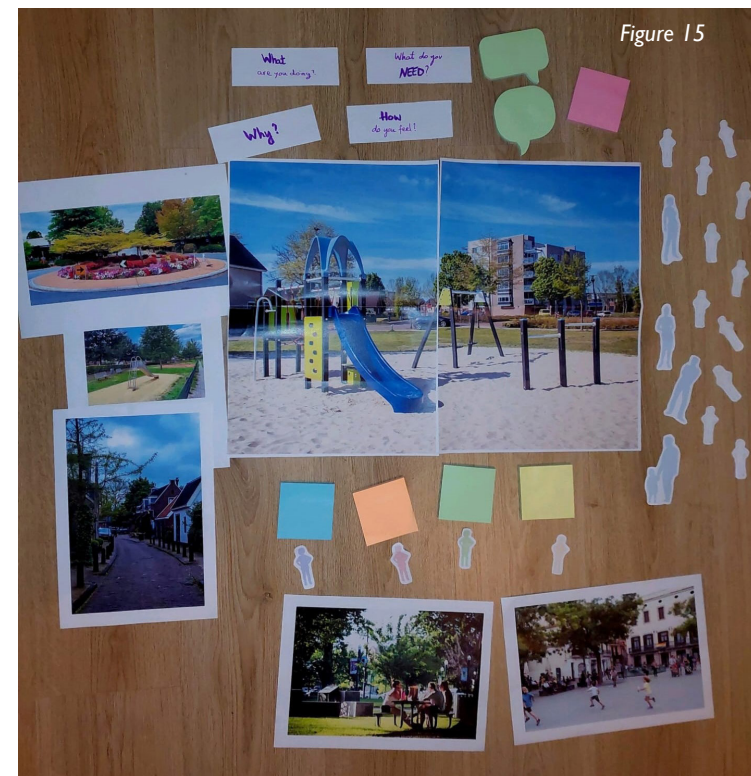 Figure 15
What
are you doing?
What do you
NEED?
Why?
How
do you feel?